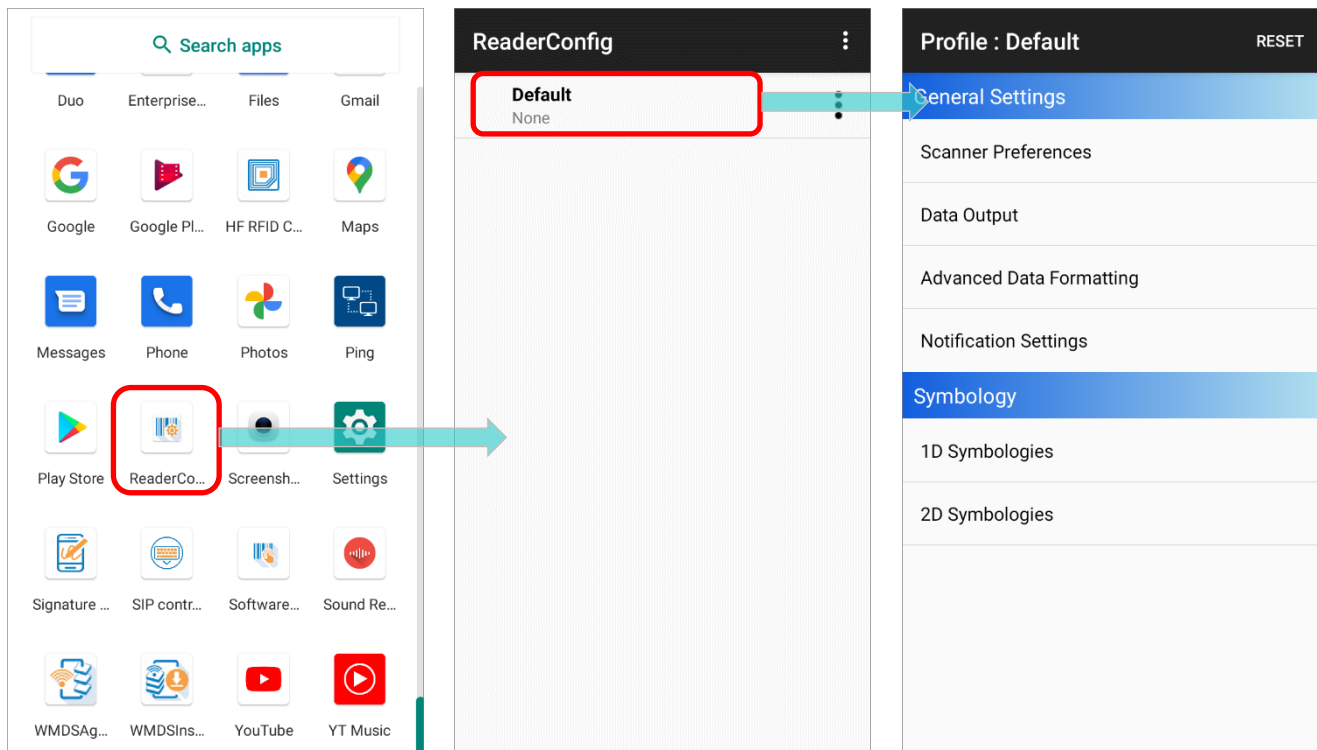 Search apps
Duo
Enterprise...
Files
Gmail
Google
Google Pl...
HF RFID C...
Maps
Messages
Phone
Photos
Ping
Play Store
ReaderCo...
Screensh...
Settings
Signature ...
SIP contr...
Software...
Sound Re...
WMDSAg...
WMDSIns...
YouTube
YT Music
ReaderConfig
Default
None
Profile : Default
RESET
General Settings
Scanner Preferences
Data Output
Advanced Data Formatting
Notification Settings
Symbology
1D Symbologies
2D Symbologies